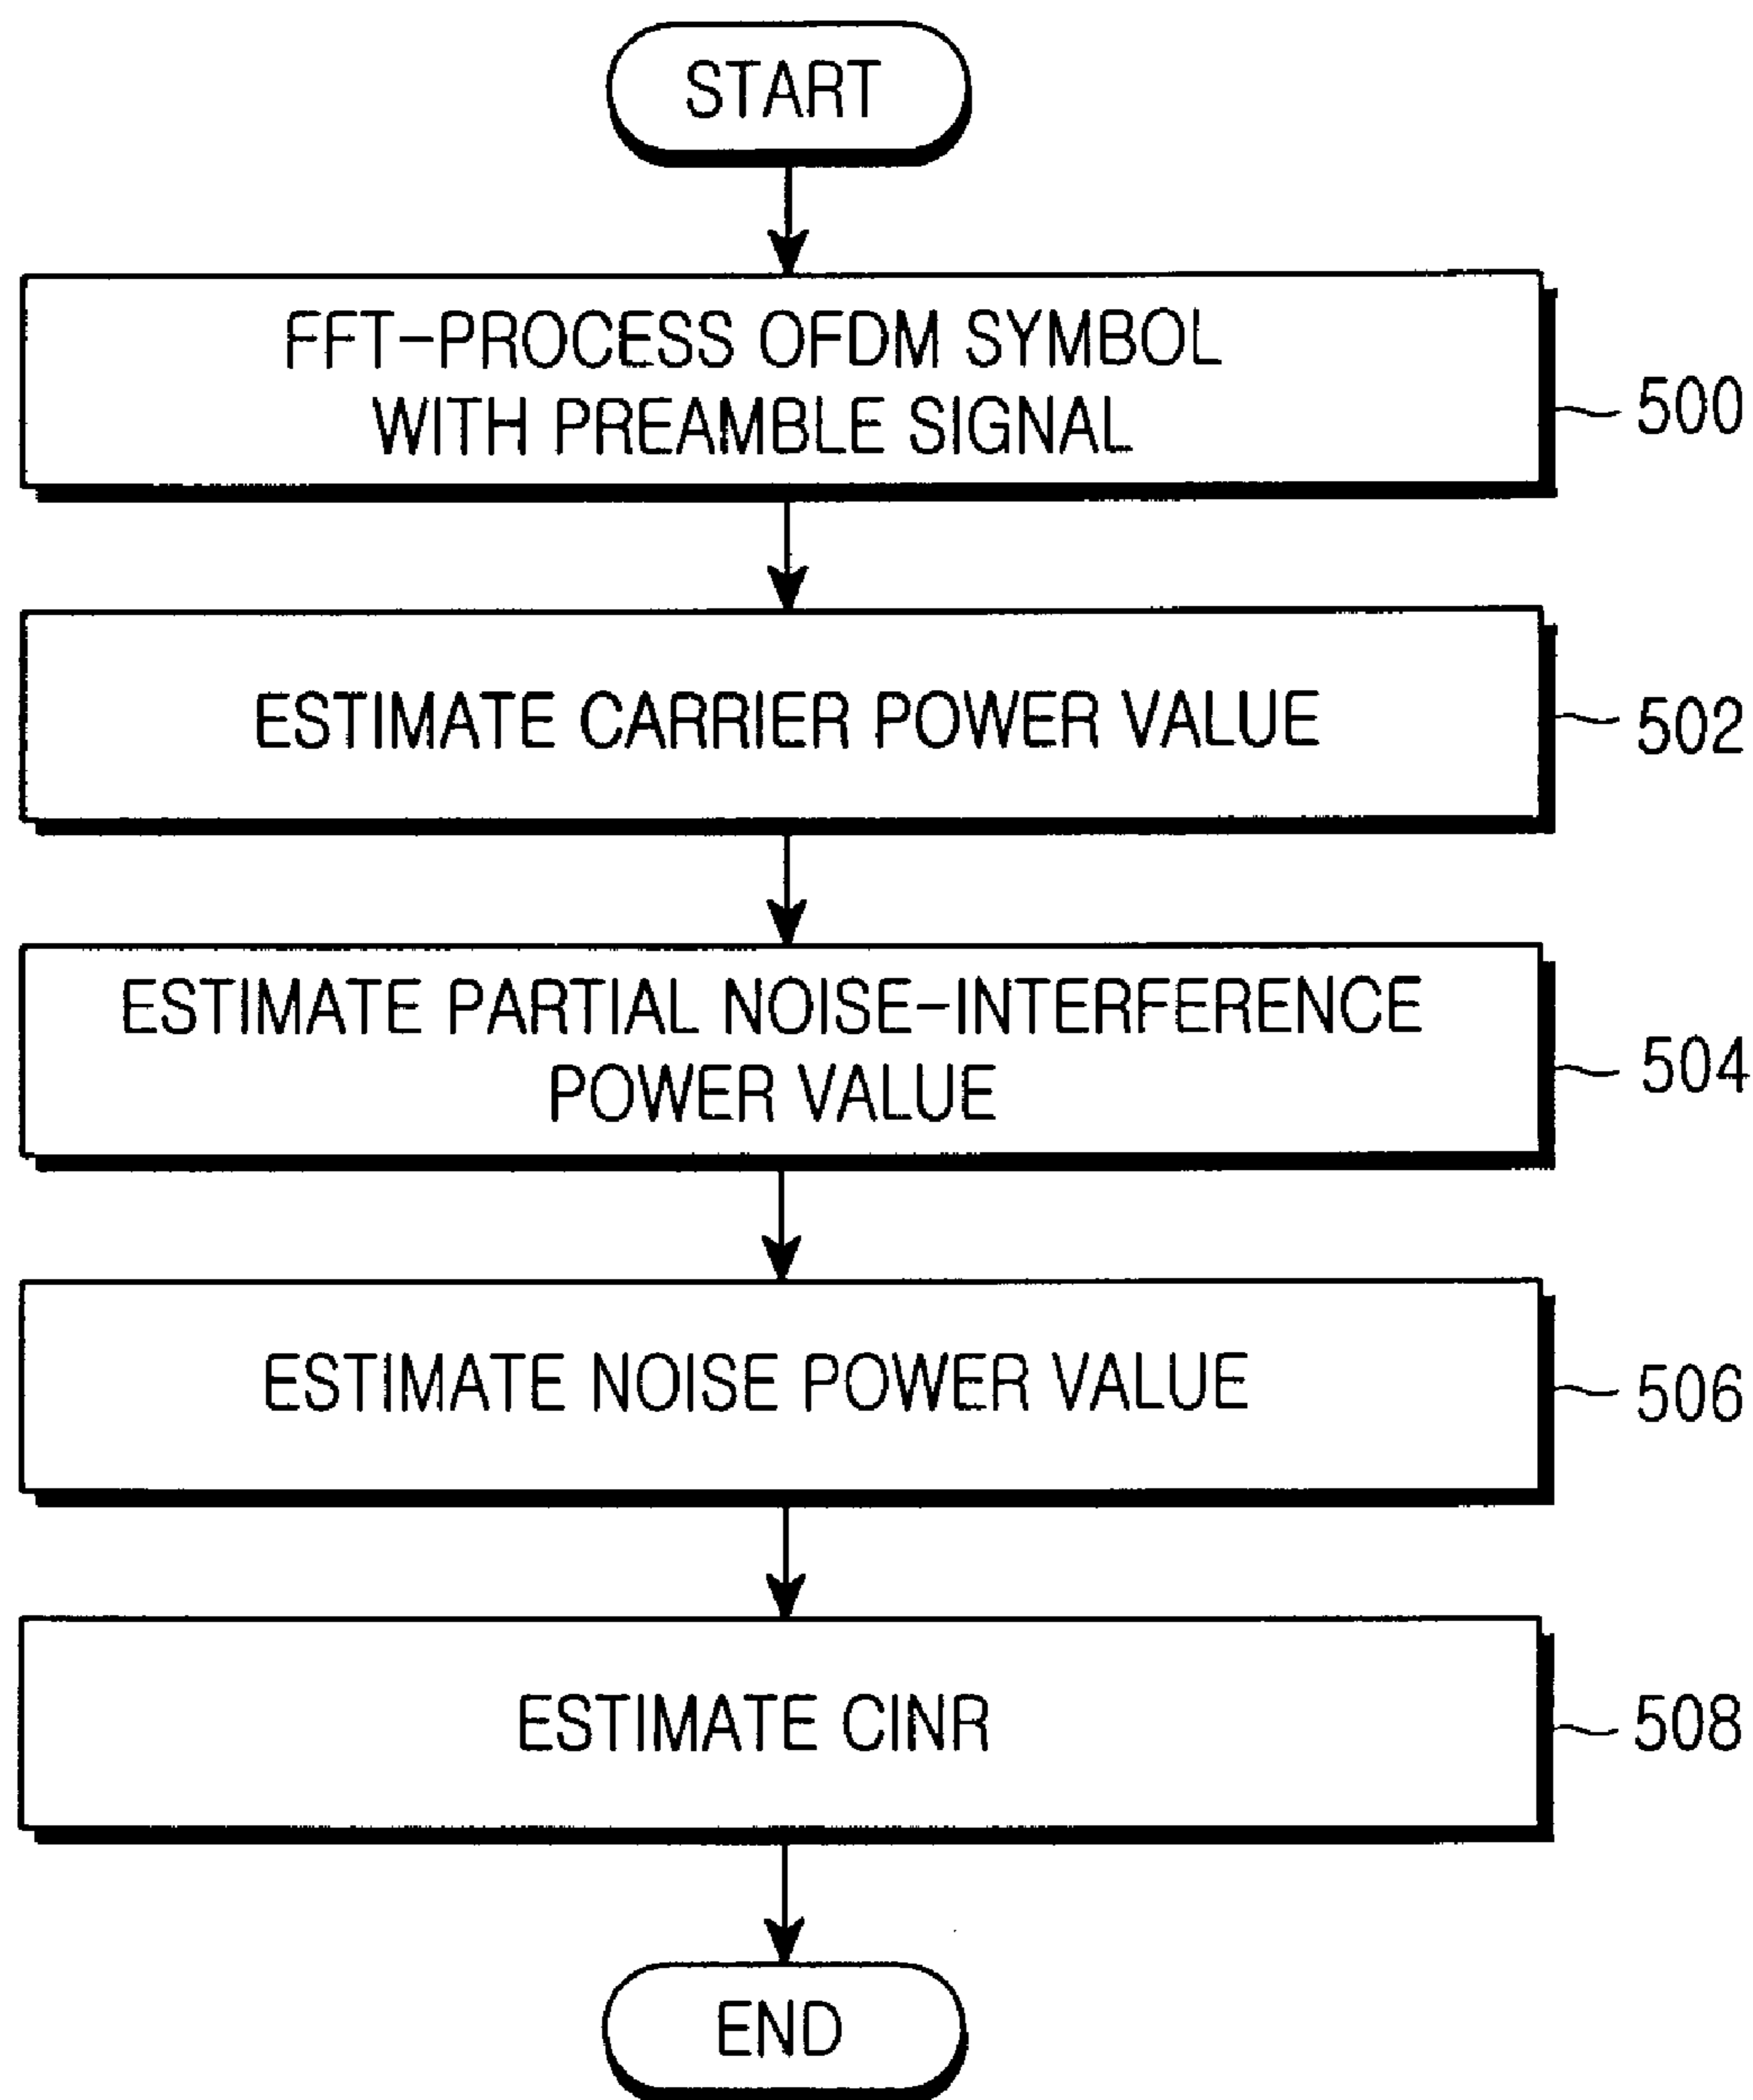 START
FFT-PROCESS OFDM SYMBOL
WITH PREAMBLE SIGNAL
500
ESTIMATE CARRIER POWER VALUE
502
ESTIMATE PARTIAL NOISE-INTERFERENCE
POWER VALUE
504
ESTIMATE NOISE POWER VALUE
506
ESTIMATE CINR
508
END